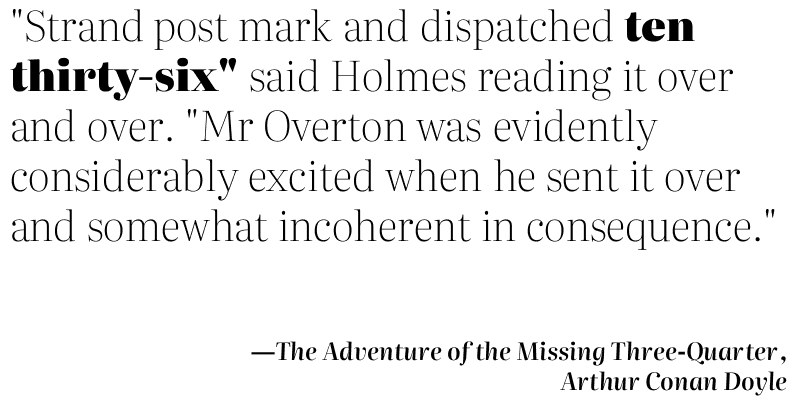 "Strand post mark and dispatched ten
thirty-six" said Holmes reading it over
and over. "Mr Overton was evidently
considerably excited when he sent it over
and somewhat incoherent in consequence."
—The Adventure of the Missing Three-Quarter,
Arthur Conan Doyle